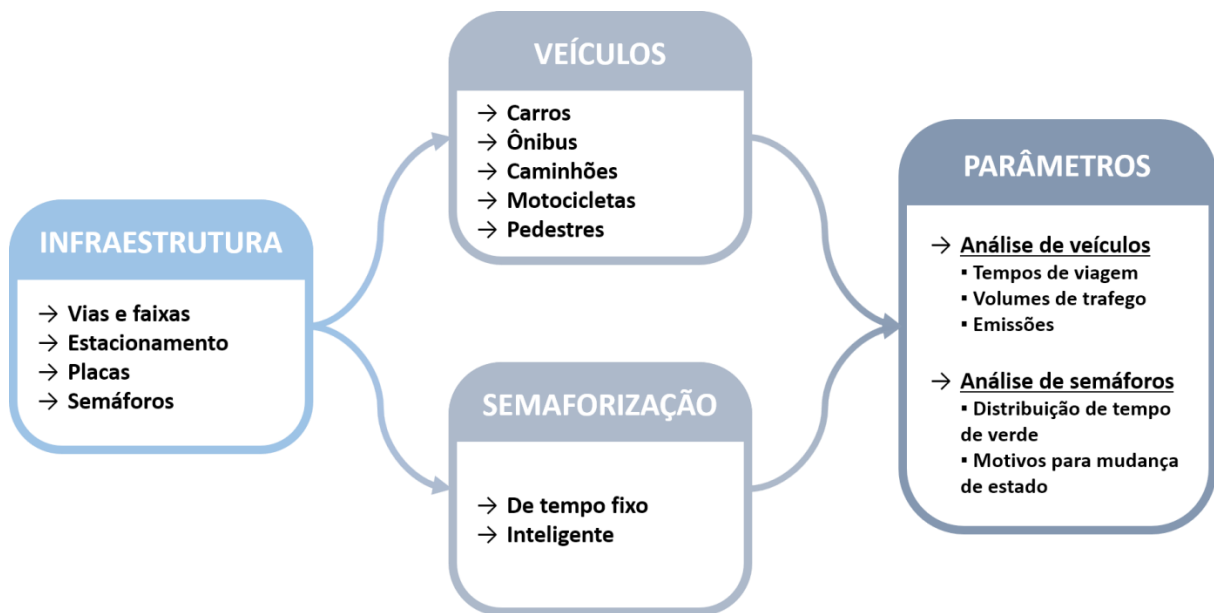 INFRAESTRUTURA
→ Vias e faixas
→ Estacionamento
→ Placas
→ Semáforos
VEÍCULOS
→ Carros
→ Ônibus
→ Caminhões
→ Motocicletas
→ Pedestres
SEMAFORIZAÇÃO
→ De tempo fixo
→ Inteligente
PARÂMETROS
→ Análise de veículos
▪ Tempos de viagem
▪ Volumes de trafego
▪ Emissões
→ Análise de semáforos
▪ Distribuição de tempo
de verde
▪ Motivos para mudança
de estado